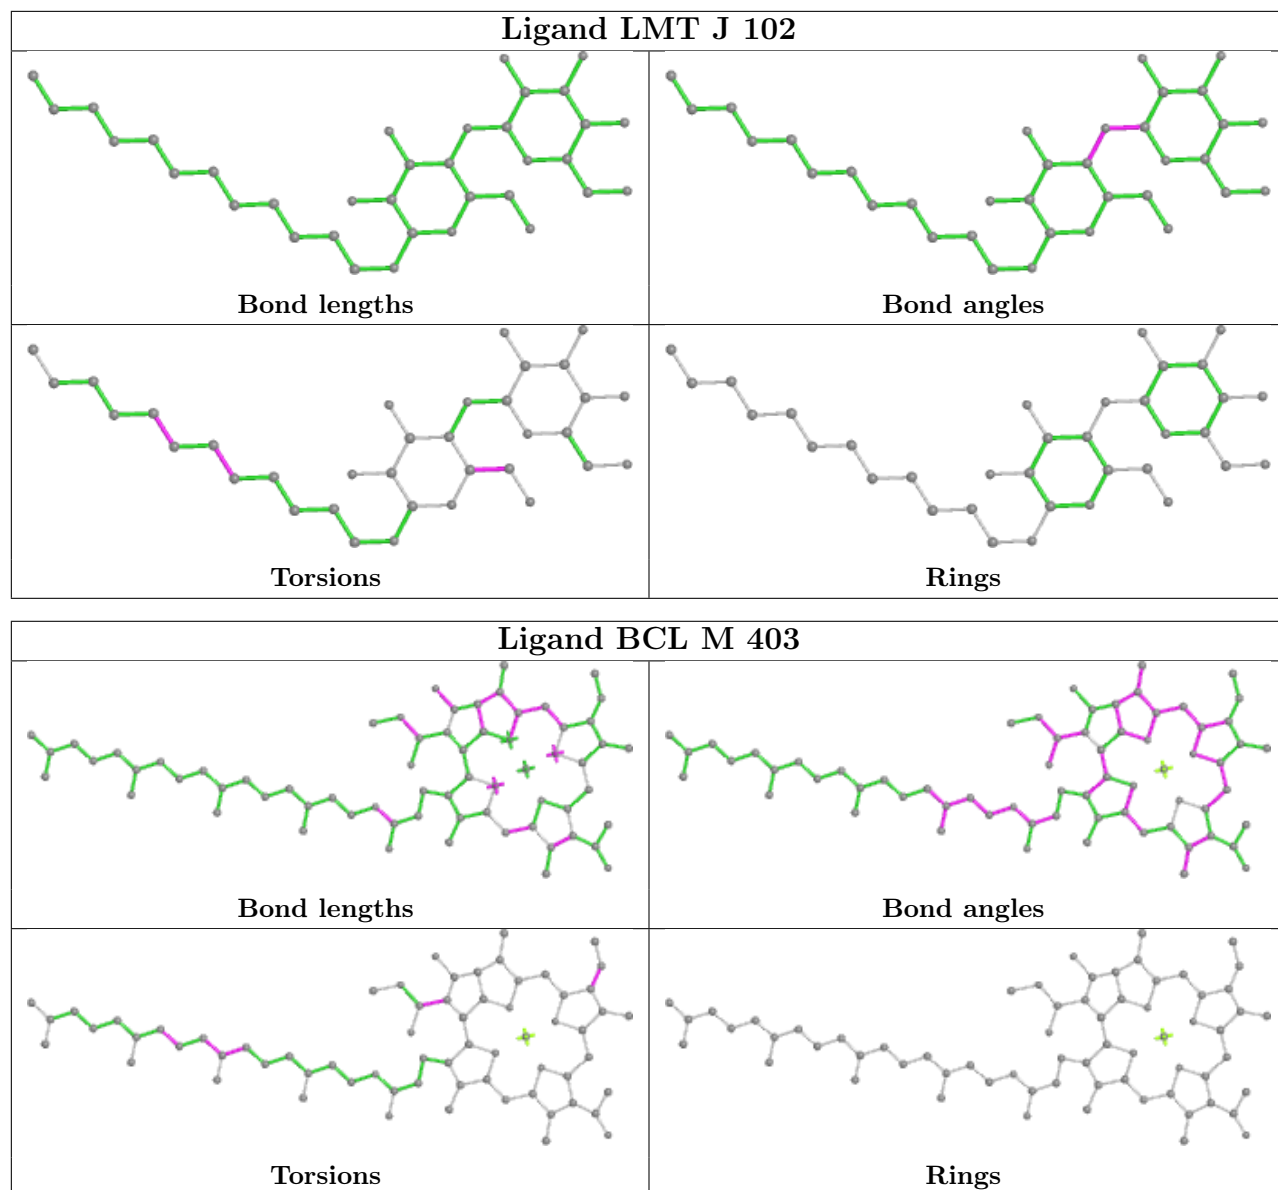 Ligand LMT J 102
Bond lengths
Bond angles
Torsions
Rings
Ligand BCL M 403
Bond lengths
Bond angles
Torsions
Rings